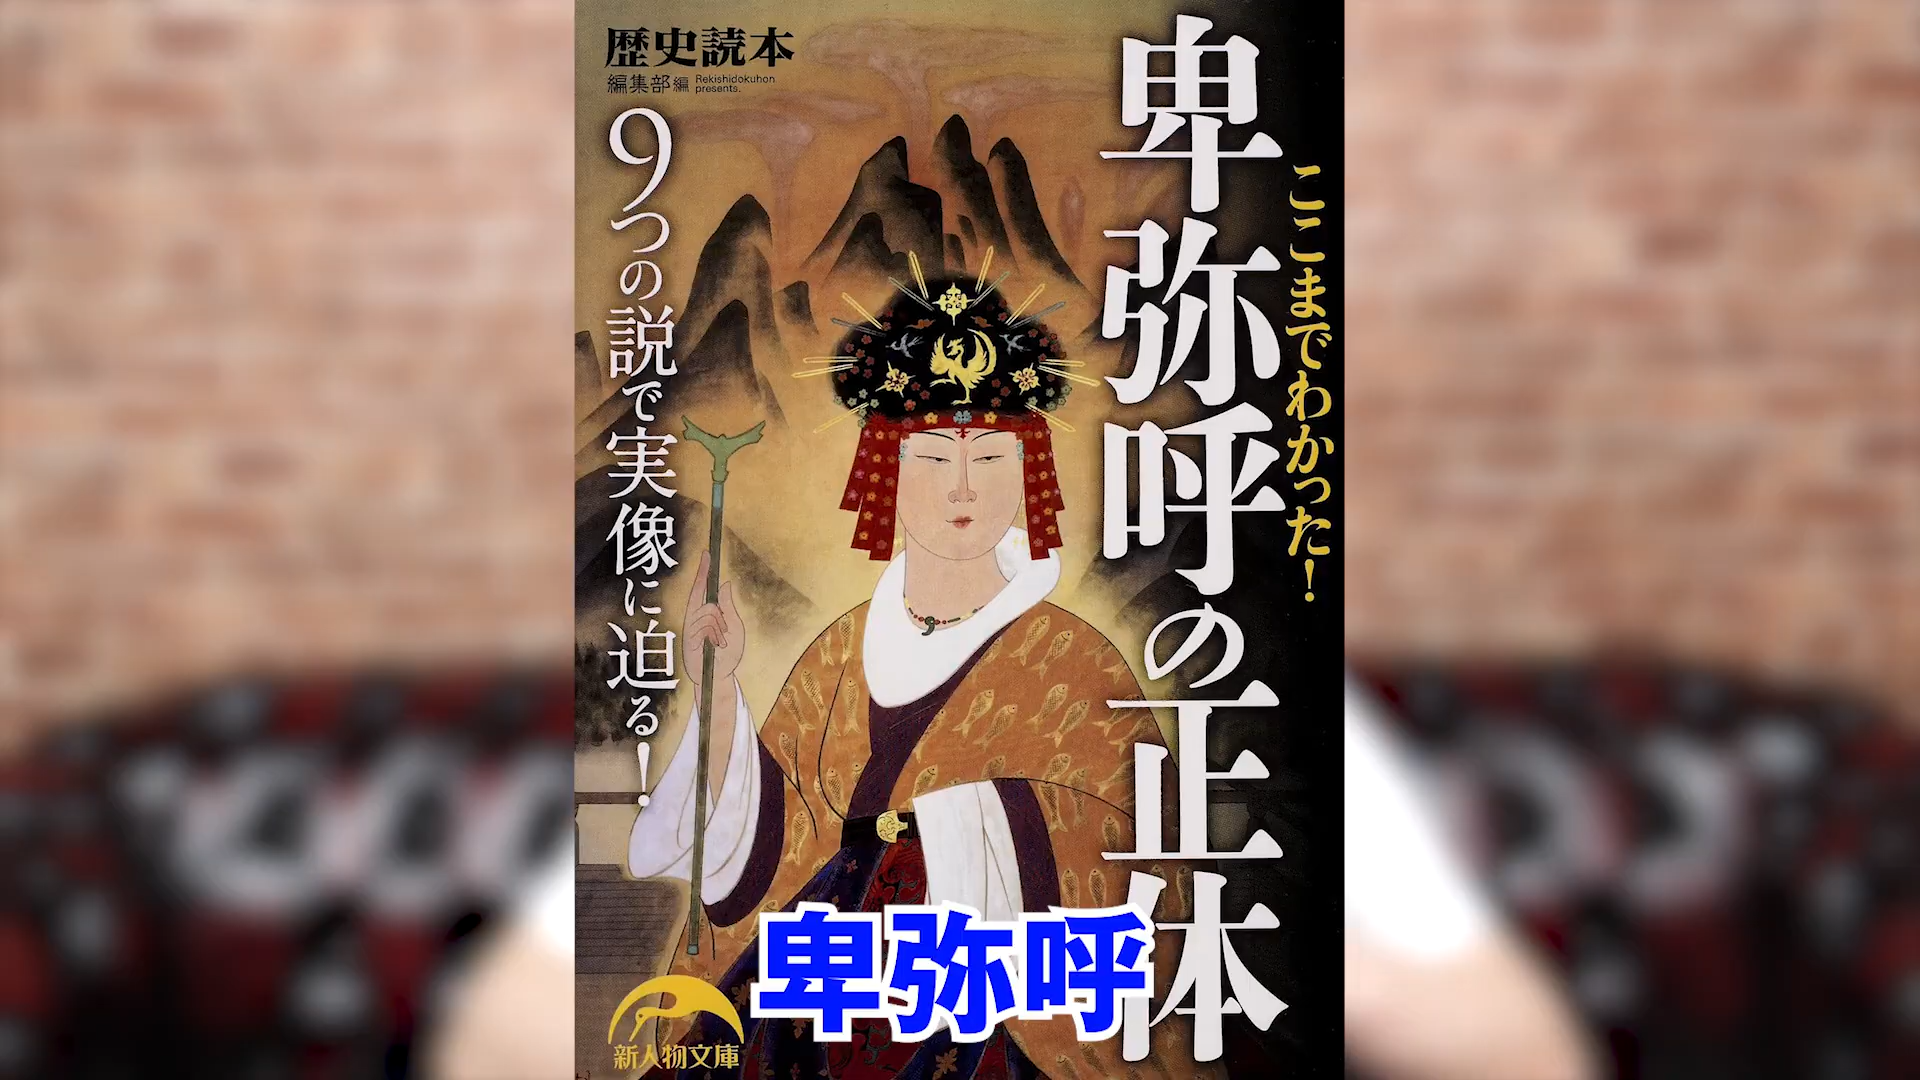 ここまでわかった!
卑弥呼の正体
歴史読本
編集部編
Rekishidokuhon
presents.
9つの説で実像に迫る!
新人物文庫
卑弥呼